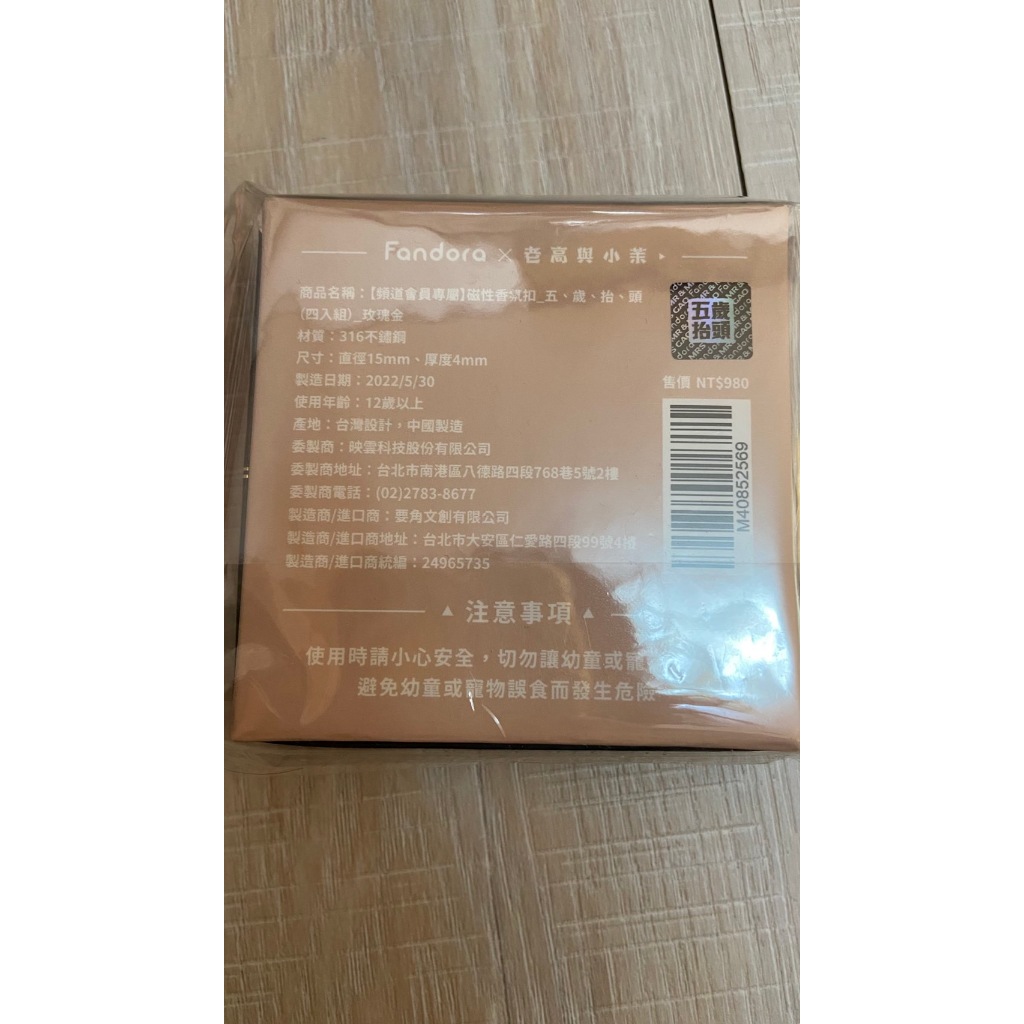 Fandora × 老高與小茉
商品名稱：【頻道會員專屬】磁性香氛扣_五、歲、抬、頭
(四入組)_玫瑰金
材質：316不鏽鋼
尺寸：直徑15mm、厚度4mm
製造日期：2022/5/30
使用年齡：12歲以上
產地：台灣設計，中國製造
委製商：映雲科技股份有限公司
委製商地址：台北市南港區八德路四段768巷5號2樓
委製商電話：(02)2783-8677
製造商/進口商：要角文創有限公司
製造商/進口商地址：台北市大安區仁愛路四段99號4樓
製造商/進口商統編：24965735
五歲
抬頭
售價 NT$980
M40852569
注意事項
使用時請小心安全，切勿讓幼童或寵
避免幼童或寵物誤食而發生危險